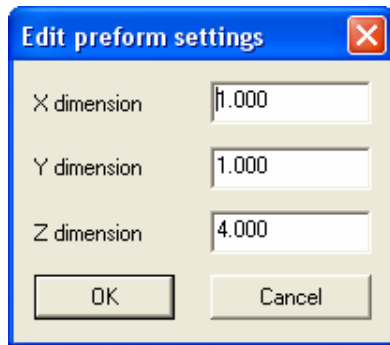 Edit preform settings
X dimension 1.000
Y dimension 1.000
Z dimension 4.000
OK Cancel